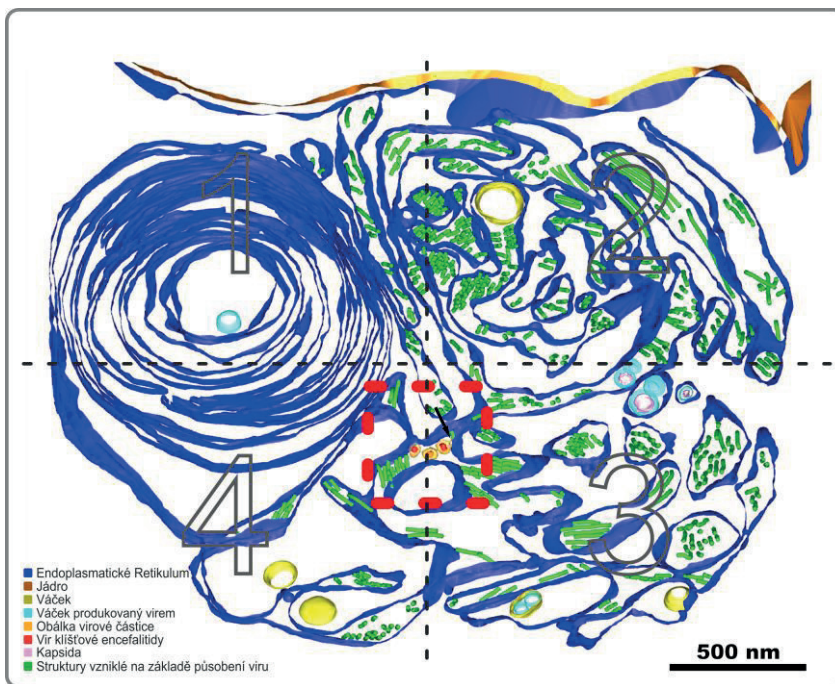 1
2
4
3
Endoplasmatické Retikulum
Jádro
Váček
Váček produkovaný virem
Obálka virové částice
Vir klíšťové encefalitidy
Kapsida
Struktury vzniklé na základě působení viru
500 nm